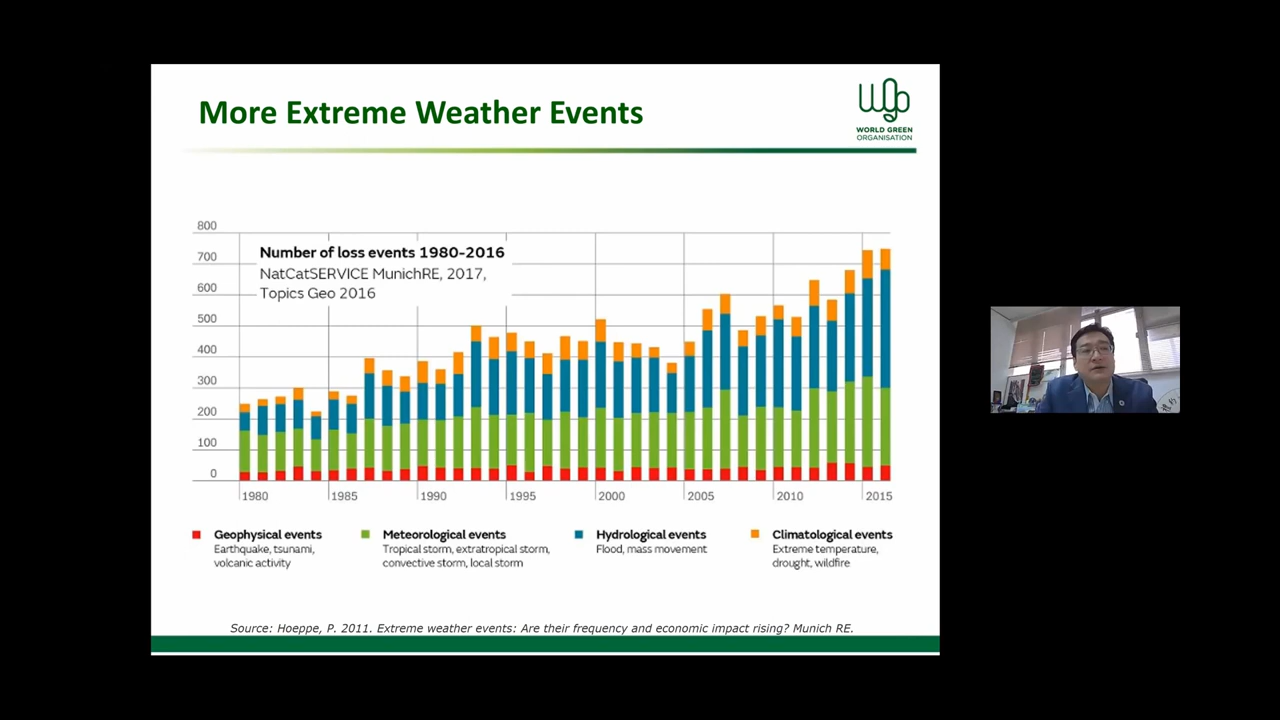 More Extreme Weather Events
WORLD GREEN
ORGANISATION
800
700
600
500
400
300
200
100
0
Number of loss events 1980-2016
NatCatSERVICE MunichRE, 2017,
Topics Geo 2016
1980
1985
1990
1995
2000
2005
2010
2015
Geophysical events
Earthquake, tsunami,
volcanic activity
Meteorological events
Tropical storm, extratropical storm,
convective storm, local storm
Hydrological events
Flood, mass movement
Climatological events
Extreme temperature,
drought, wildfire
Source: Hoeppe, P. 2011. Extreme weather events: Are their frequency and economic impact rising? Munich RE.